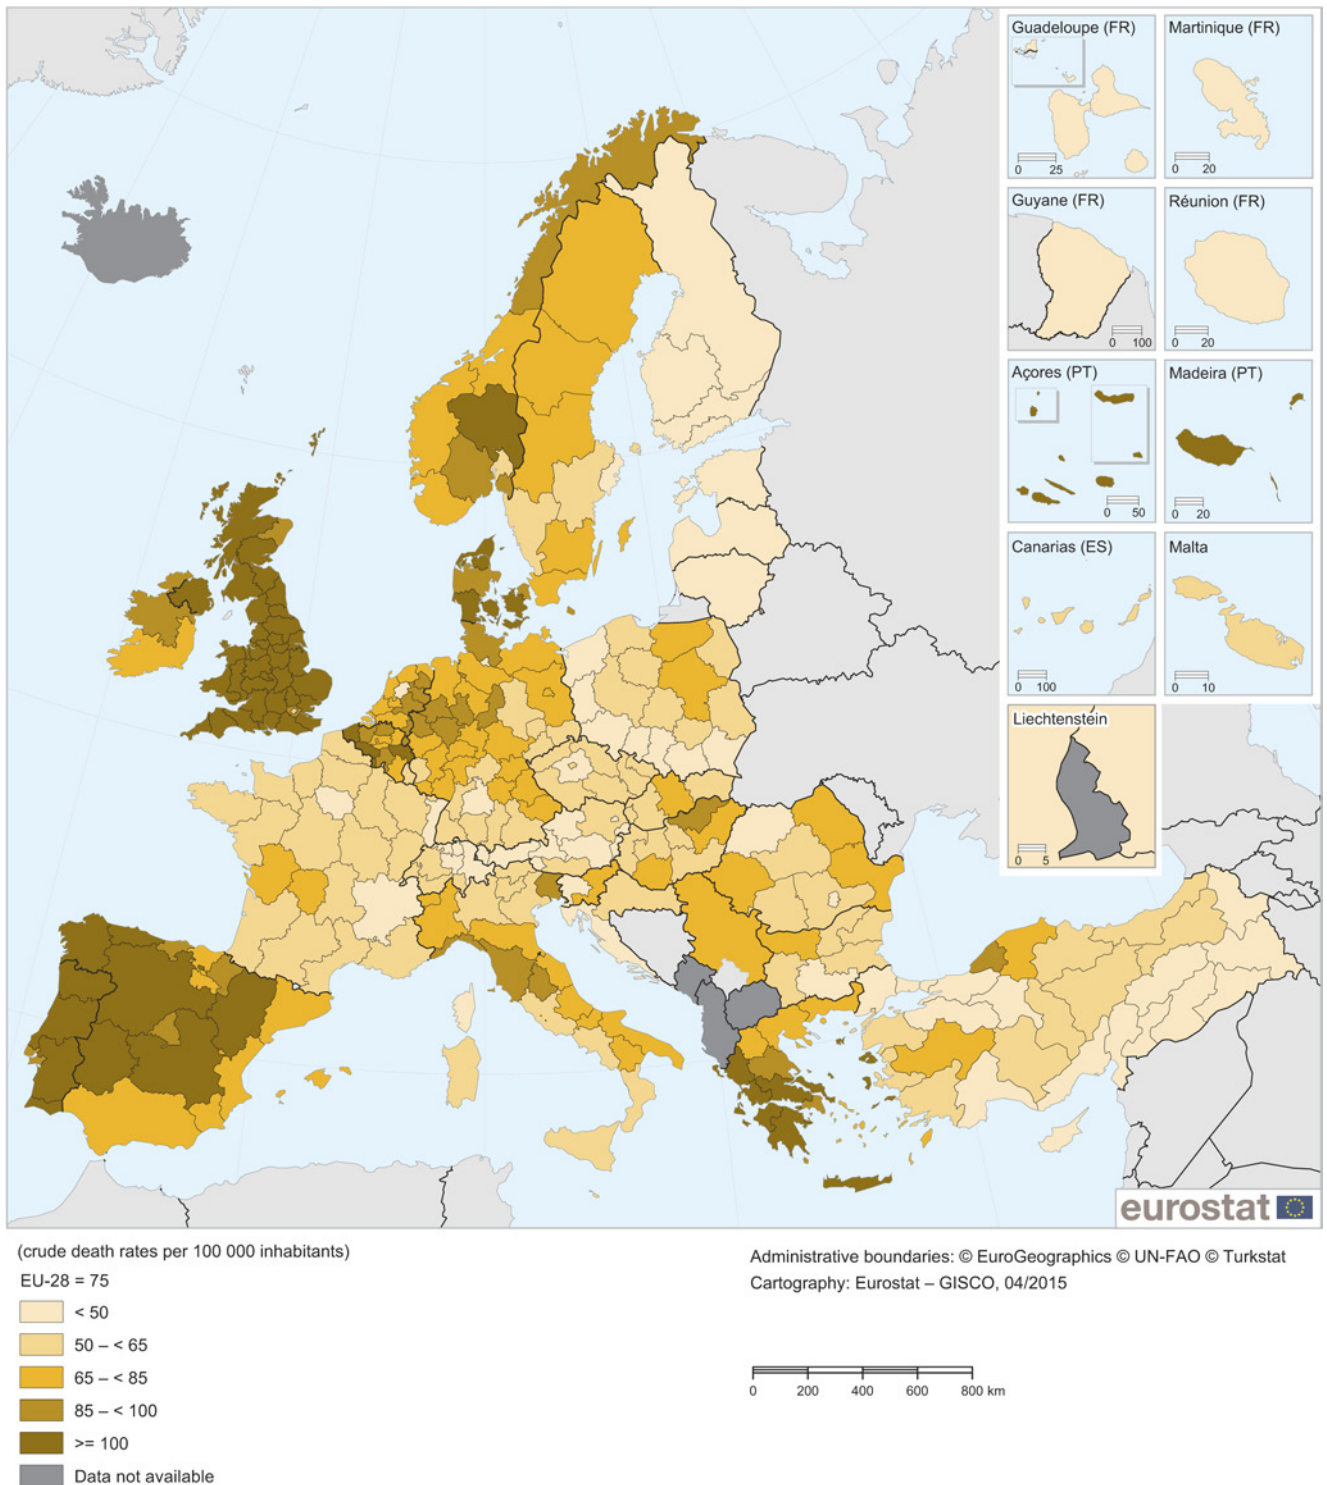 Guadeloupe (FR)
0 25
Martinique (FR)
0 20
Guyane (FR)
0 100
Réunion (FR)
0 20
Açores (PT)
0 50
Madeira (PT)
0 20
Canarias (ES)
0 100
Malta
0 10
Liechtenstein
0 5
eurostat
(crude death rates per 100 000 inhabitants)
EU-28 = 75
< 50
50 – < 65
65 – < 85
85 – < 100
>= 100
Data not available
Administrative boundaries: © EuroGeographics © UN-FAO © Turkstat
Cartography: Eurostat – GISCO, 04/2015
0 200 400 600 800 km